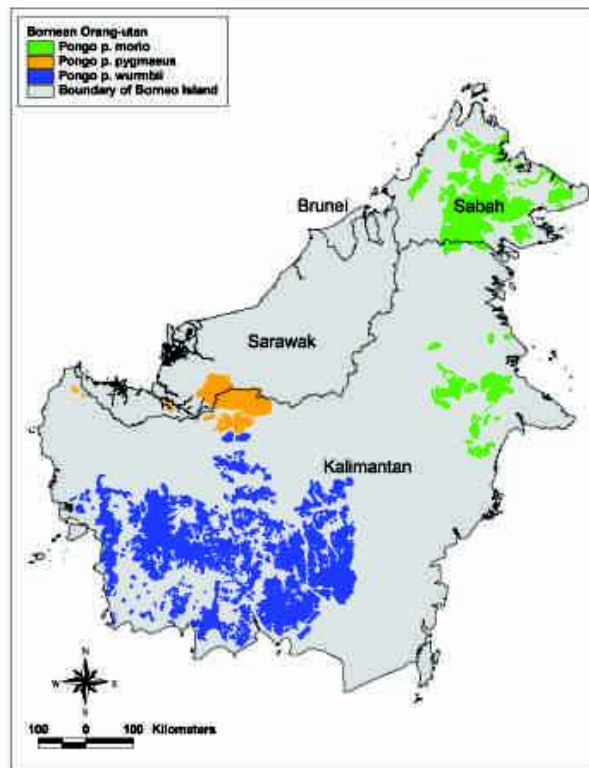 Bornean Orang-utan
Pongo p. morio
Pongo p. pygmaeus
Pongo p. wurmbii
Boundary of Borneo Island
Brunei
Sabah
Sarawak
Kalimantan
N
W E
S
100 0 100 Kilometers